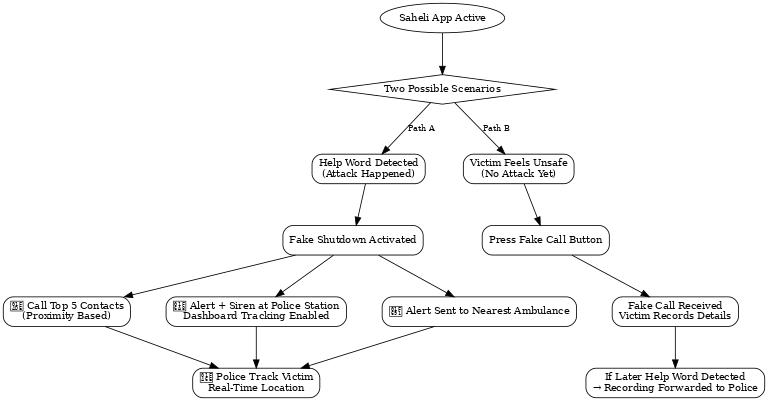 Saheli App Active
Two Possible Scenarios
Path A
Path B
Help Word Detected
(Attack Happened)
Victim Feels Unsafe
(No Attack Yet)
Fake Shutdown Activated
Press Fake Call Button
Call Top 5 Contacts
(Proximity Based)
Alert + Siren at Police Station
Dashboard Tracking Enabled
Alert Sent to Nearest Ambulance
Fake Call Received
Victim Records Details
Police Track Victim
Real-Time Location
If Later Help Word Detected
→ Recording Forwarded to Police